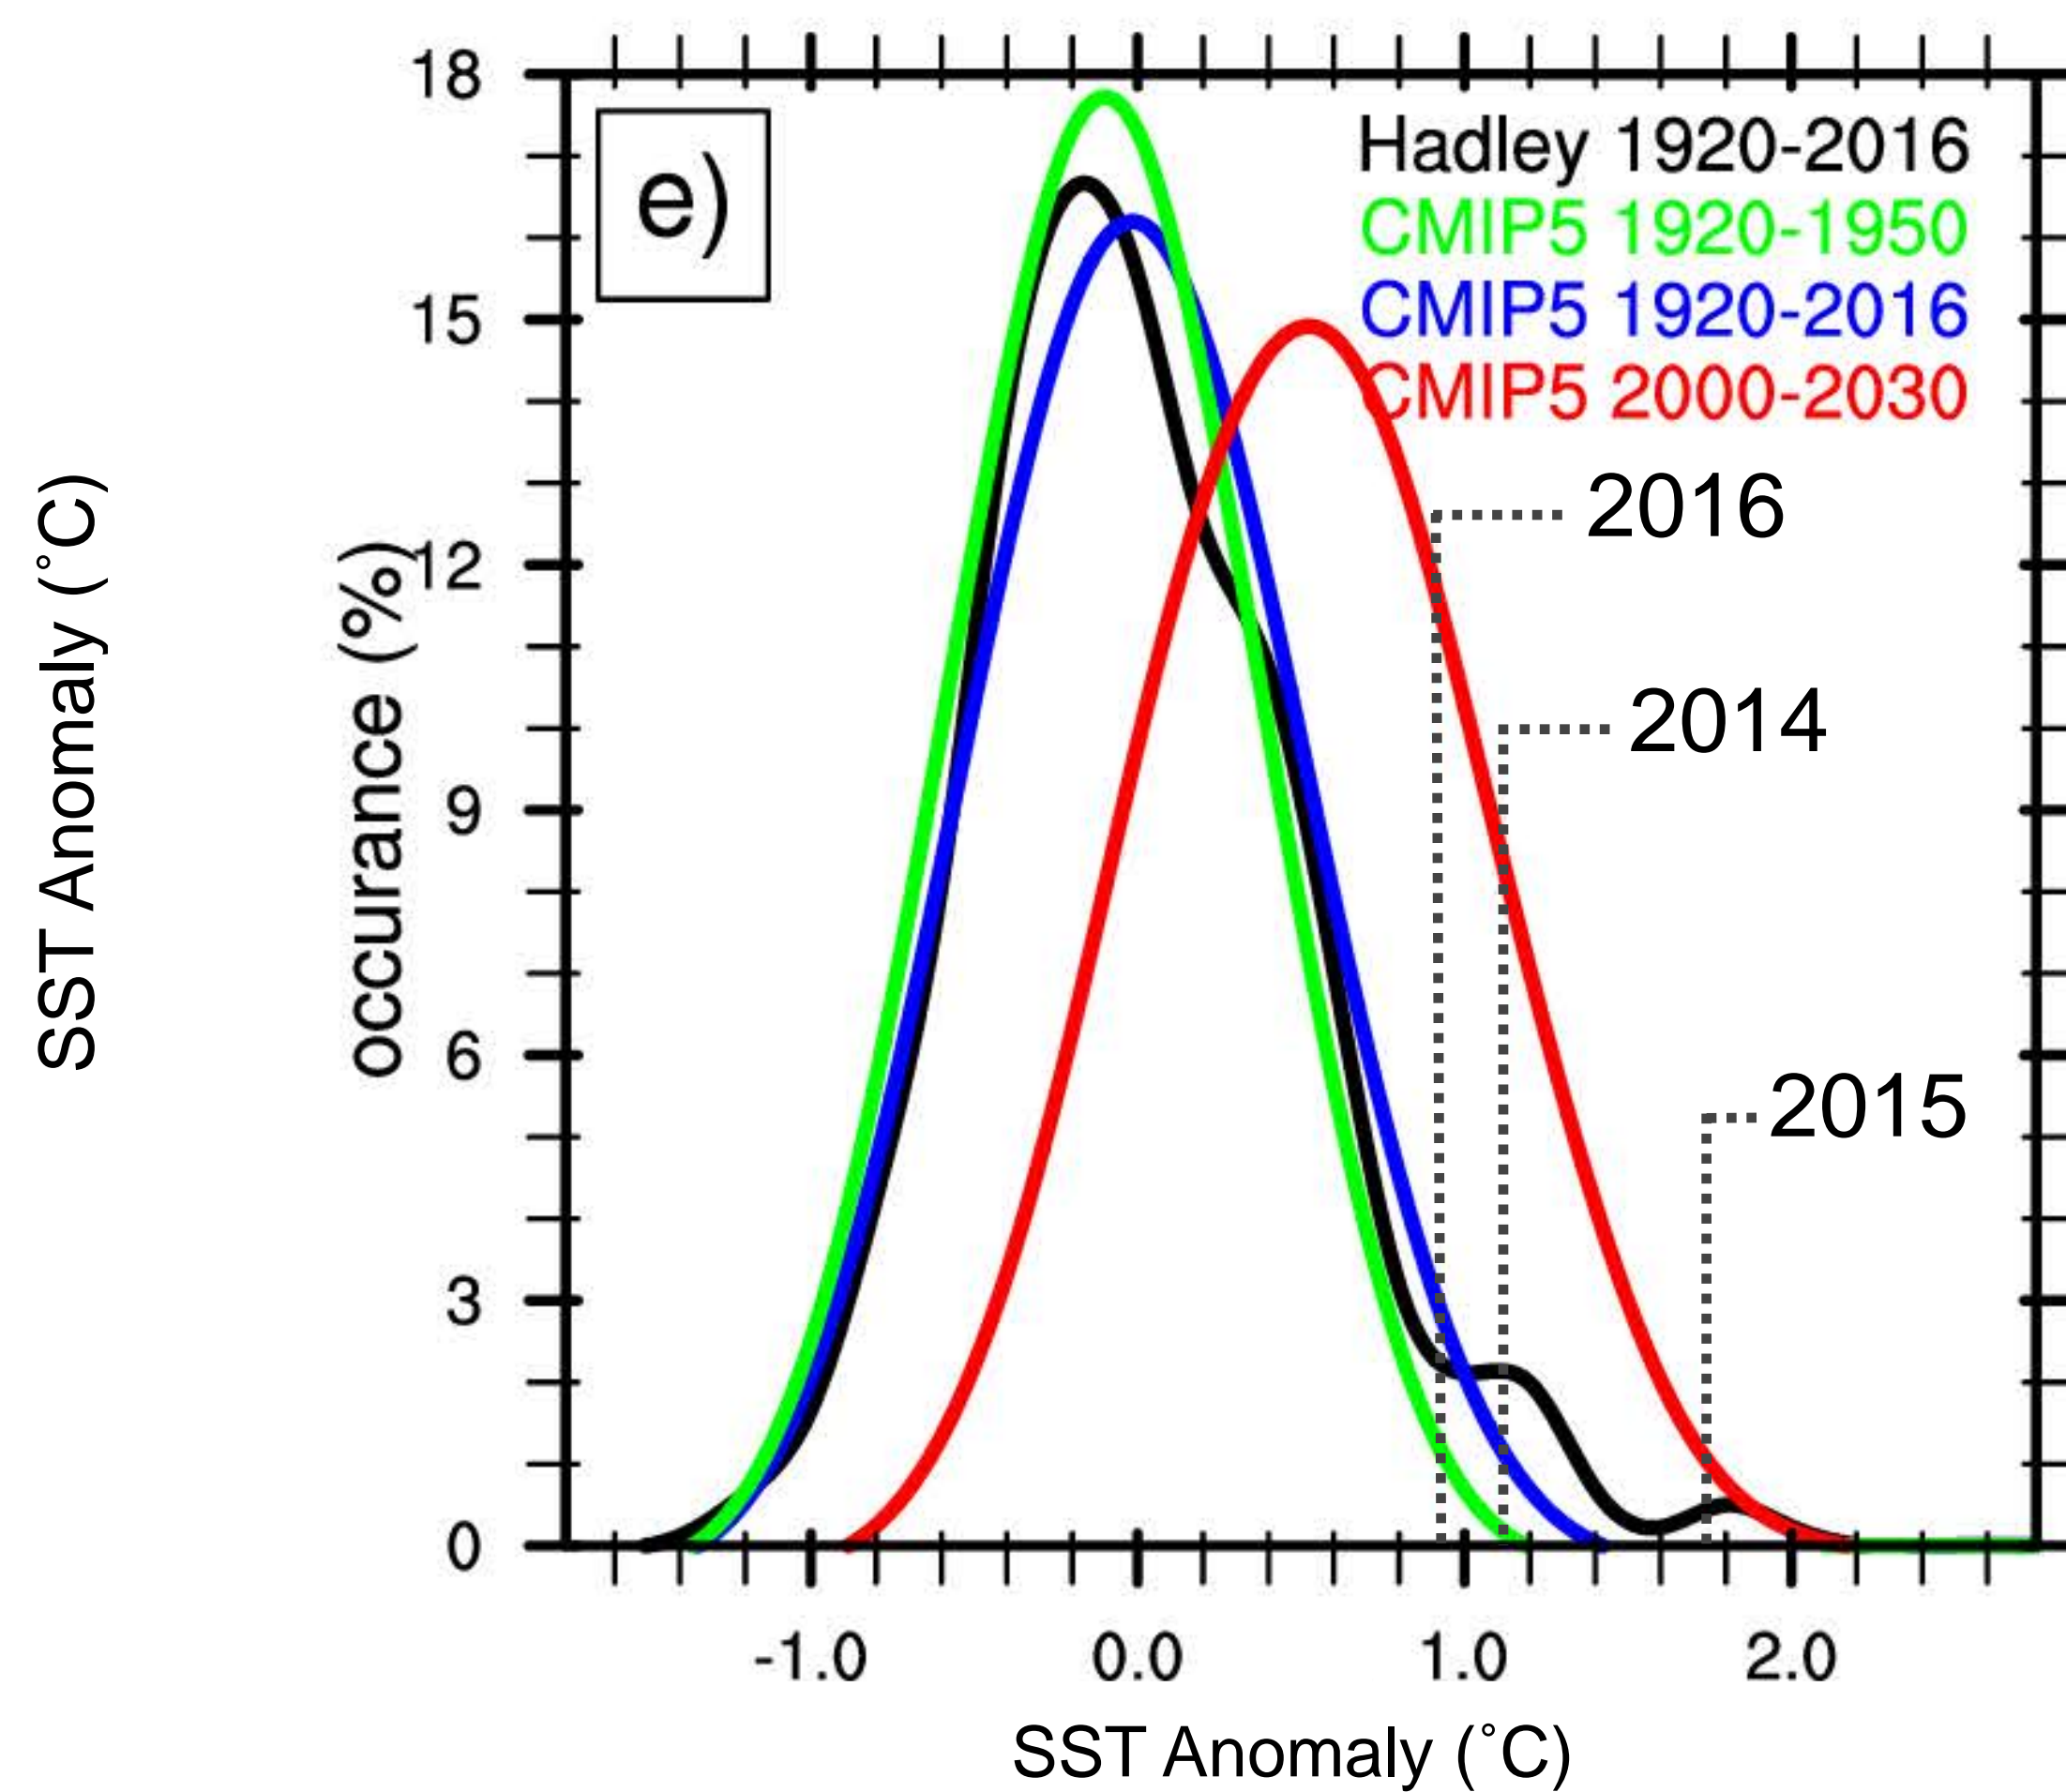 18
e)
Hadley 1920-2016
CMIP5 1920-1950
CMIP5 1920-2016
CMIP5 2000-2030
15
2016
12
2014
9
2015
6
3
0
SST Anomaly (˚C)
occurance (%)
-1.0 0.0 1.0 2.0
SST Anomaly (˚C)